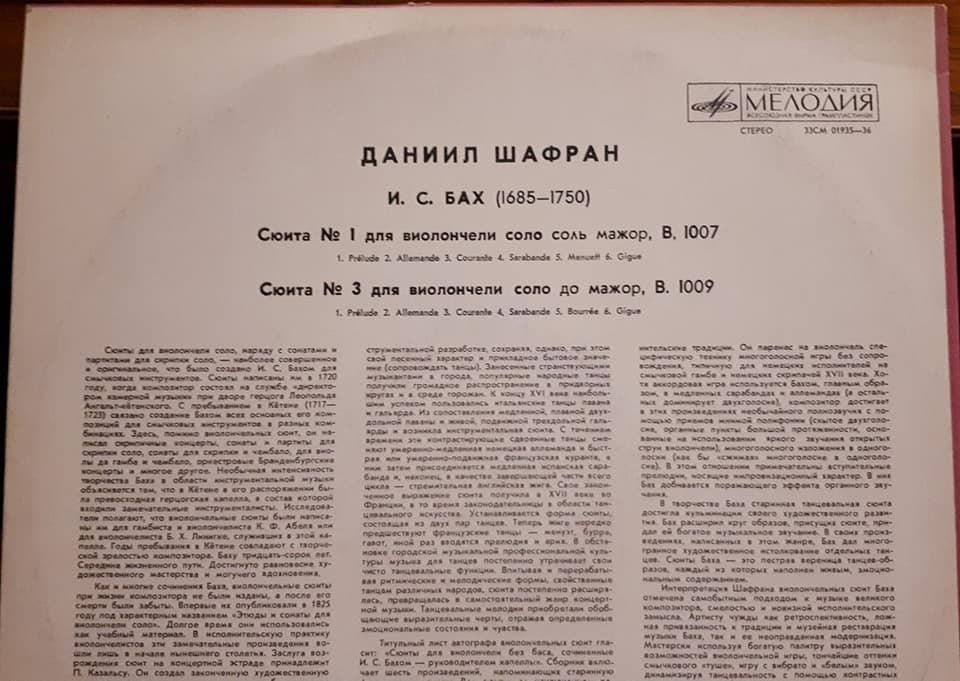 МИНИСТЕРСТВО КУЛЬТУРЫ СССР
МЕЛОДИЯ
ВСЕСОЮЗНАЯ ФИРМА ГРАМПЛАСТИНОК
СТЕРЕО 33СМ 01935—36
ДАНИИЛ ШАФРАН
И. С. БАХ (1685—1750)
Сюита № 1 для виолончели соло соль мажор, В. 1007
1. Prélude 2. Allemande 3. Courante 4. Sarabande 5. Menuett 6. Gigue
Сюита № 3 для виолончели соло до мажор, В. 1009
1. Prélude 2. Allemande 3. Courante 4. Sarabande 5. Bourrée 6. Gigue
Сюиты для виолончели соло, наряду с сонатами и
партитами для скрипки соло, — наиболее совершенное
и оригинальное, что было создано И. С. Бахом для
смычковых инструментов. Сюиты написаны им в 1720
году, когда композитор состоял на службе «директо-
ром камерной музыки» при дворе герцога Леопольда
Ангальт-кётенского. С пребыванием в Кётене (1717—
1723) связано создание Бахом всех основных его ком-
позиций для смычковых инструментов в разных ком-
бинациях. Здесь, помимо виолончельных сюит, он на-
писал скрипичные концерты, сонаты и партиты для
скрипки соло, сонаты для скрипки и чембало, для вио-
лы да гамба и чембало, оркестровые Бранденбургские
концерты и многое другое. Необычная интенсивность
творчества Баха в области инструментальной музыки
объясняется тем, что в Кётене в его распоряжении бы-
ла превосходная герцогская капелла, в состав которой
входили замечательные инструменталисты. Исследова-
тели полагают, что виолончельные сюиты были написа-
ны им для гамбиста и виолончелиста К. Ф. Абеля или
для виолончелиста Б. Х. Линигке, служивших в этой ка-
пелле. Годы пребывания в Кётене совпадают с творчес-
кой зрелостью композитора. Баху тридцать-сорок лет.
Середина жизненного пути. Достигнуто равновесие ху-
дожественного мастерства и могучего вдохновения.
Как и многие сочинения Баха, виолончельные сюиты
при жизни композитора не были изданы, а после его
смерти были забыты. Впервые их опубликовали в 1825
году под характерным названием «Этюды и сонаты для
виолончели соло». Долгое время они использовались
как учебный материал. В исполнительскую практику
виолончелистов эти замечательные произведения во-
шли лишь в начале нынешнего столетия. Заслуга воз-
рождения сюит на концертной эстраде принадлежит
П. Казальсу. Он создал законченную художественную
струментальной разработке, сохраняя, однако, при этом
свой песенный характер и прикладное бытовое значе-
ние (сопровождать танцы). Занесенные странствующими
музыкантами в города, популярные народные танцы
получили громадное распространение в придворных
кругах и в среде горожан. К концу XVI века наиболь-
шим успехом пользовались итальянские танцы павана
и гальярда. Из сопоставления медленной, плавной двух-
дольной паваны и живой, подвижной трехдольной галь-
ярды и возникла инструментальная сюита. С течением
времени эти контрастирующие сдвоенные танцы сме-
няют умеренно-медленная немецкая аллеманда и быст-
рая или умеренно-подвижная французская куранта, к
ним затем присоединяется медленная испанская сара-
банда и, наконец, в качестве завершающей части всего
цикла — стремительная английская жига. Свое закон-
ченное выражение сюита получила в XVII веке во
Франции, в то время законодательницы в области тан-
цевального искусства. Устанавливается форма сюиты,
состоящая из двух пар танцев. Теперь жиге нередко
предшествуют французские танцы — менуэт, бурре,
гавот, иной раз вводятся прелюдия и ария. В обста-
новке городской музыкальной профессиональной куль-
туры музыка для танцев постепенно утрачивает свои
чисто танцевальные функции. Впитывая и перерабаты-
вая ритмические и мелодические формы, свойственные
танцам различных народов, сюита постепенно расширя-
лась, превращалась в самостоятельный жанр концерт-
ной музыки. Танцевальные мелодии приобретали обоб-
щающие выразительные черты, отражая определенные
эмоциональные состояния и чувства.
Титульный лист автографа виолончельных сюит гла-
сит: «Сюиты для виолончели без баса, сочиненные
И. С. Бахом — руководителем капеллы». Сборник вклю-
чает шесть произведений, напоминающих старинную
нительские традиции. Он перенес на виолончель спе-
цифическую технику многоголосной игры без сопро-
вождения, типичную для немецких исполнителей на
смычковой гамбе и немецких скрипачей XVII века. Хо-
тя аккордовая игра используется Бахом, главным обра-
зом, в медленных сарабандах и аллемандах (в осталь-
ных доминирует двухголосие), композитор достигает
в этих произведениях необычайного полнозвучия с по-
мощью приемов мнимой полифонии (скрытое двухголо-
сие, органные пункты большой протяженности, осно-
ванные на использовании яркого звучания открытых
струн виолончели), многоголосного изложения в одного-
лосии (как бы «сжимая» многоголосие в одноголо-
сие). В этом отношении примечательны вступительные
прелюдии, носящие импровизационный характер. В них
Бах добивается поражающего эффекта органного зву-
чания.
В творчестве Баха старинная танцевальная сюита
достигла кульминации своего художественного разви-
тия. Бах расширил круг образов, присущих сюите, при-
дал ей богатое музыкальное звучание. В своих произ-
ведениях, написанных в этом жанре, Бах дал много-
гранное художественное истолкование отдельных тан-
цев. Сюиты Баха — это пестрая вереница танцев-об-
разов, каждый из которых наполнен живым, эмоцио-
нальным содержанием.
Интерпретация Шафрана виолончельных сюит Баха
отмечена самобытным подходом к музыке великого
композитора, смелостью и новизной исполнительского
замысла. Артисту чужды как ретроспективность, лож-
ная привязанность к традиции и музейная реставрация
музыки Баха, так и ее неоправданная модернизация.
Мастерски используя богатую палитру выразительных
возможностей виолончельной игры, тончайшие оттенки
смычкового «туше», игру с вибрато и «белым» звуком,
динамизируя танцевальность с помощью контрастных